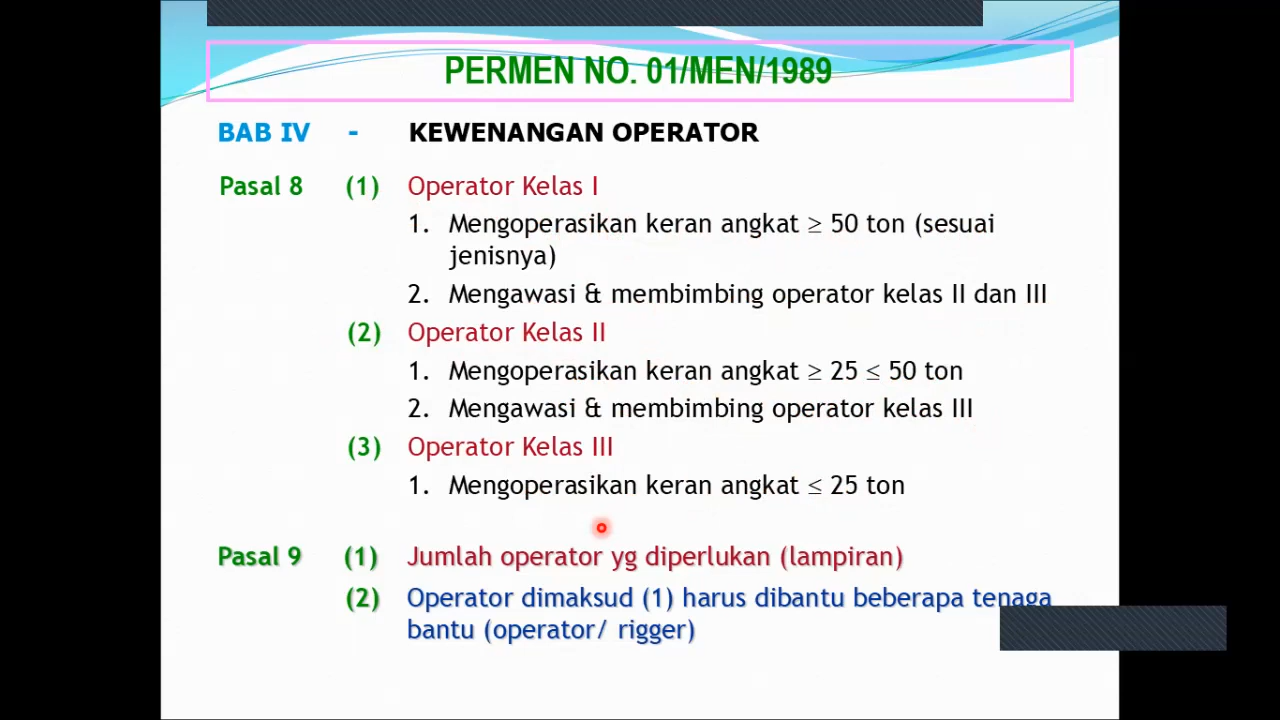 PERMEN NO. 01/MEN/1989
BAB IV - KEWENANGAN OPERATOR
Pasal 8 (1) Operator Kelas I
1. Mengoperasikan keran angkat ≥ 50 ton (sesuai
jenisnya)
2. Mengawasi & membimbing operator kelas II dan III
(2) Operator Kelas II
1. Mengoperasikan keran angkat ≥ 25 ≤ 50 ton
2. Mengawasi & membimbing operator kelas III
(3) Operator Kelas III
1. Mengoperasikan keran angkat ≤ 25 ton
Pasal 9 (1) Jumlah operator yg diperlukan (lampiran)
(2) Operator dimaksud (1) harus dibantu beberapa tenaga
bantu (operator/ rigger)